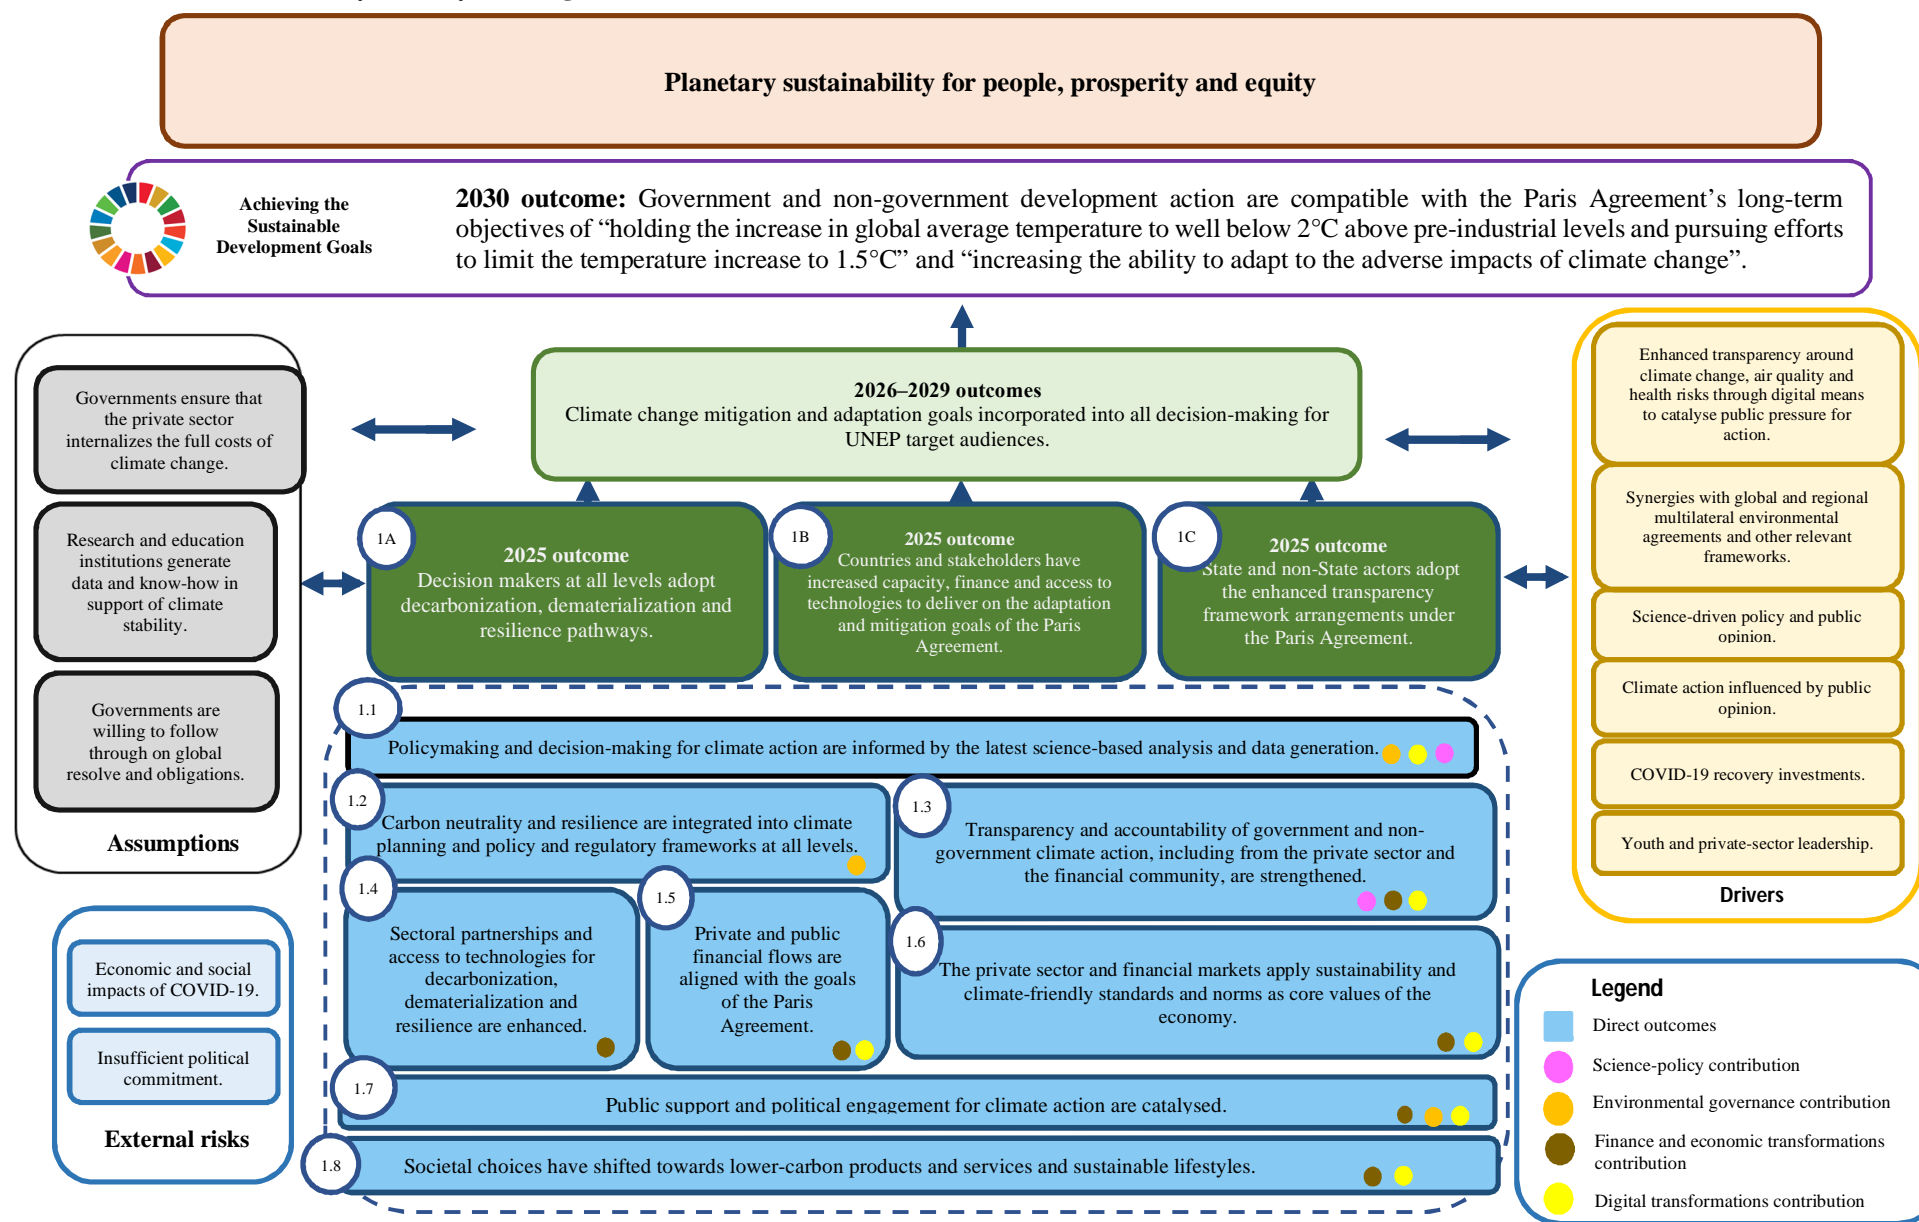 Planetary sustainability for people, prosperity and equity
Achieving the
Sustainable
Development Goals
2030 outcome: Government and non-government development action are compatible with the Paris Agreement’s long-term
objectives of “holding the increase in global average temperature to well below 2°C above pre-industrial levels and pursuing efforts
to limit the temperature increase to 1.5°C” and “increasing the ability to adapt to the adverse impacts of climate change”.
Governments ensure that
the private sector
internalizes the full costs of
climate change.
Research and education
institutions generate
data and know-how in
support of climate
stability.
Governments are
willing to follow
through on global
resolve and obligations.
Assumptions
Economic and social
impacts of COVID-19.
Insufficient political
commitment.
External risks
2026–2029 outcomes
Climate change mitigation and adaptation goals incorporated into all decision-making for
UNEP target audiences.
1A
2025 outcome
Decision makers at all levels adopt
decarbonization, dematerialization and
resilience pathways.
1B
2025 outcome
Countries and stakeholders have
increased capacity, finance and access to
technologies to deliver on the adaptation
and mitigation goals of the Paris
Agreement.
1C
2025 outcome
State and non-State actors adopt
the enhanced transparency
framework arrangements under
the Paris Agreement.
1.1
Policymaking and decision-making for climate action are informed by the latest science-based analysis and data generation.
1.2
Carbon neutrality and resilience are integrated into climate
planning and policy and regulatory frameworks at all levels.
1.3
Transparency and accountability of government and non-
government climate action, including from the private sector and
the financial community, are strengthened.
1.4
Sectoral partnerships and
access to technologies for
decarbonization,
dematerialization and
resilience are enhanced.
1.5
Private and public
financial flows are
aligned with the goals
of the Paris
Agreement.
1.6
The private sector and financial markets apply sustainability and
climate-friendly standards and norms as core values of the
economy.
1.7
Public support and political engagement for climate action are catalysed.
1.8
Societal choices have shifted towards lower-carbon products and services and sustainable lifestyles.
Enhanced transparency around
climate change, air quality and
health risks through digital means
to catalyse public pressure for
action.
Synergies with global and regional
multilateral environmental
agreements and other relevant
frameworks.
Science-driven policy and public
opinion.
Climate action influenced by public
opinion.
COVID-19 recovery investments.
Youth and private-sector leadership.
Drivers
Legend
Direct outcomes
Science-policy contribution
Environmental governance contribution
Finance and economic transformations
contribution
Digital transformations contribution